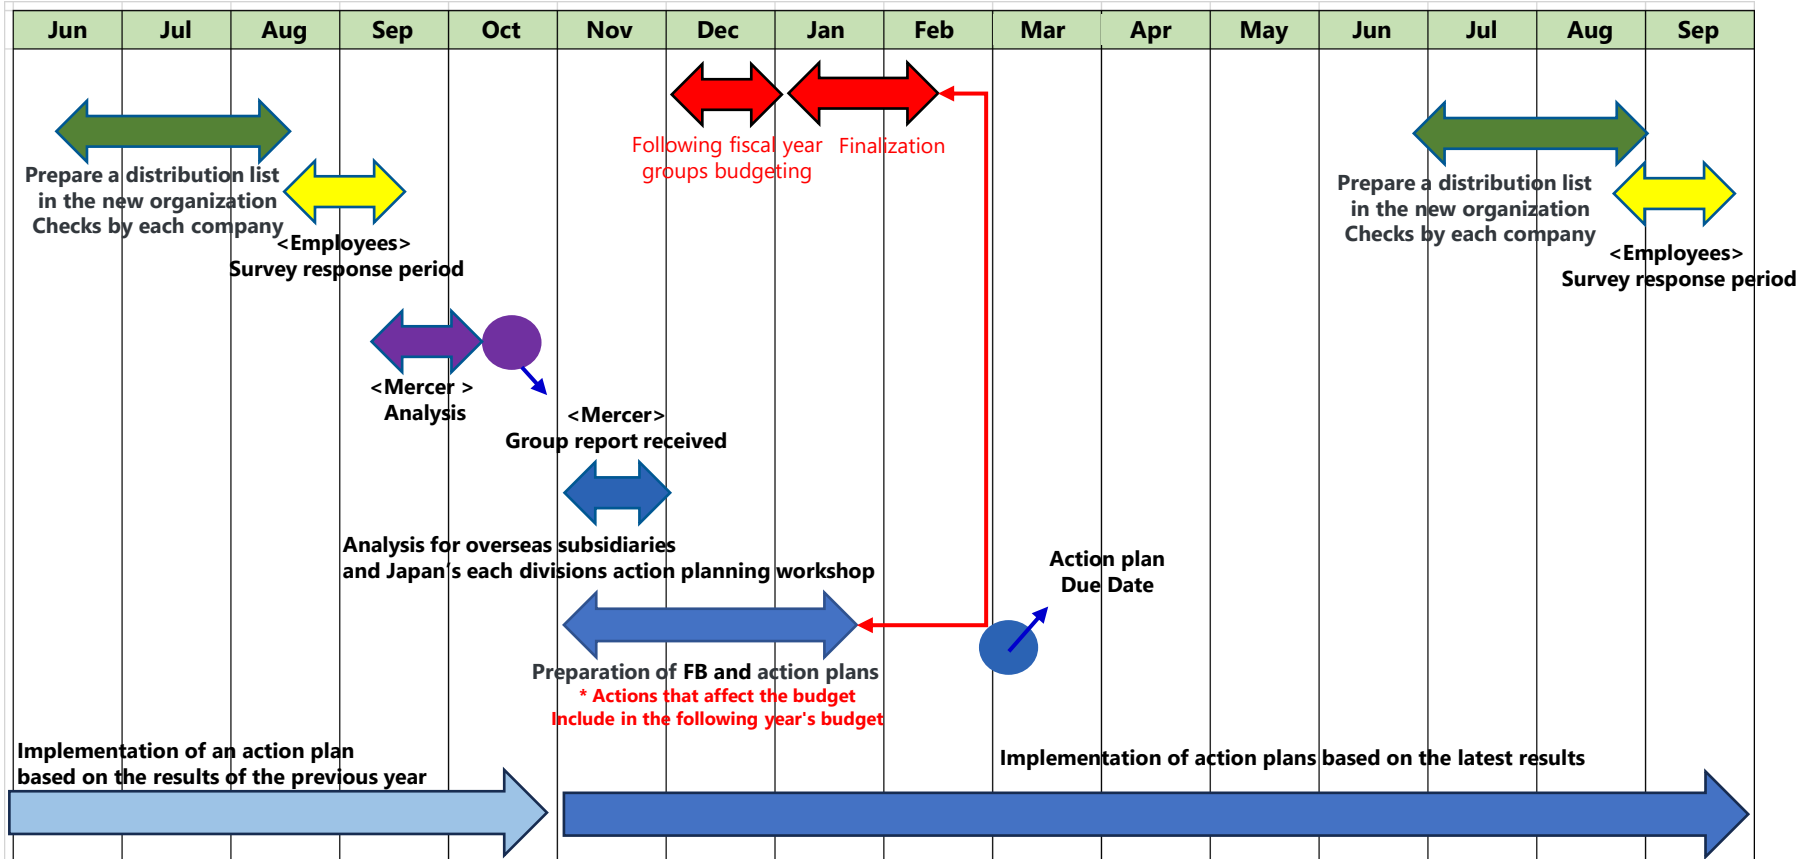 Jun Jul Aug Sep Oct Nov Dec Jan Feb Mar Apr May Jun Jul Aug Sep
Following fiscal year
groups budgeting
Finalization
Prepare a distribution list
in the new organization
Checks by each company
<Employees>
Survey response period
Prepare a distribution list
in the new organization
Checks by each company
<Employees>
Survey response period
<Mercer >
Analysis
<Mercer>
Group report received
Analysis for overseas subsidiaries
and Japan's each divisions action planning workshop
Action plan
Due Date
Preparation of FB and action plans
* Actions that affect the budget
Include in the following year's budget
Implementation of an action plan
based on the results of the previous year
Implementation of action plans based on the latest results